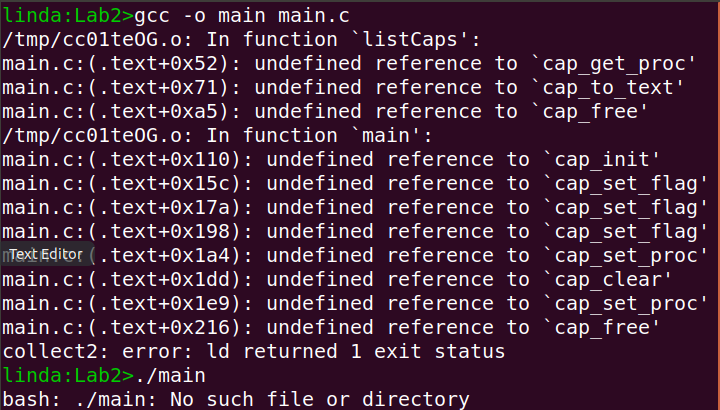 linda:Lab2>gcc -o main main.c
/tmp/cc01teOG.o: In function `listCaps':
main.c:(.text+0x52): undefined reference to `cap_get_proc'
main.c:(.text+0x71): undefined reference to `cap_to_text'
main.c:(.text+0xa5): undefined reference to `cap_free'
/tmp/cc01teOG.o: In function `main':
main.c:(.text+0x110): undefined reference to `cap_init'
main.c:(.text+0x15c): undefined reference to `cap_set_flag'
main.c:(.text+0x17a): undefined reference to `cap_set_flag'
main.c:(.text+0x198): undefined reference to `cap_set_flag'
Text Editor .text+0x1a4): undefined reference to `cap_set_proc'
main.c:(.text+0x1dd): undefined reference to `cap_clear'
main.c:(.text+0x1e9): undefined reference to `cap_set_proc'
main.c:(.text+0x216): undefined reference to `cap_free'
collect2: error: ld returned 1 exit status
linda:Lab2>./main
bash: ./main: No such file or directory